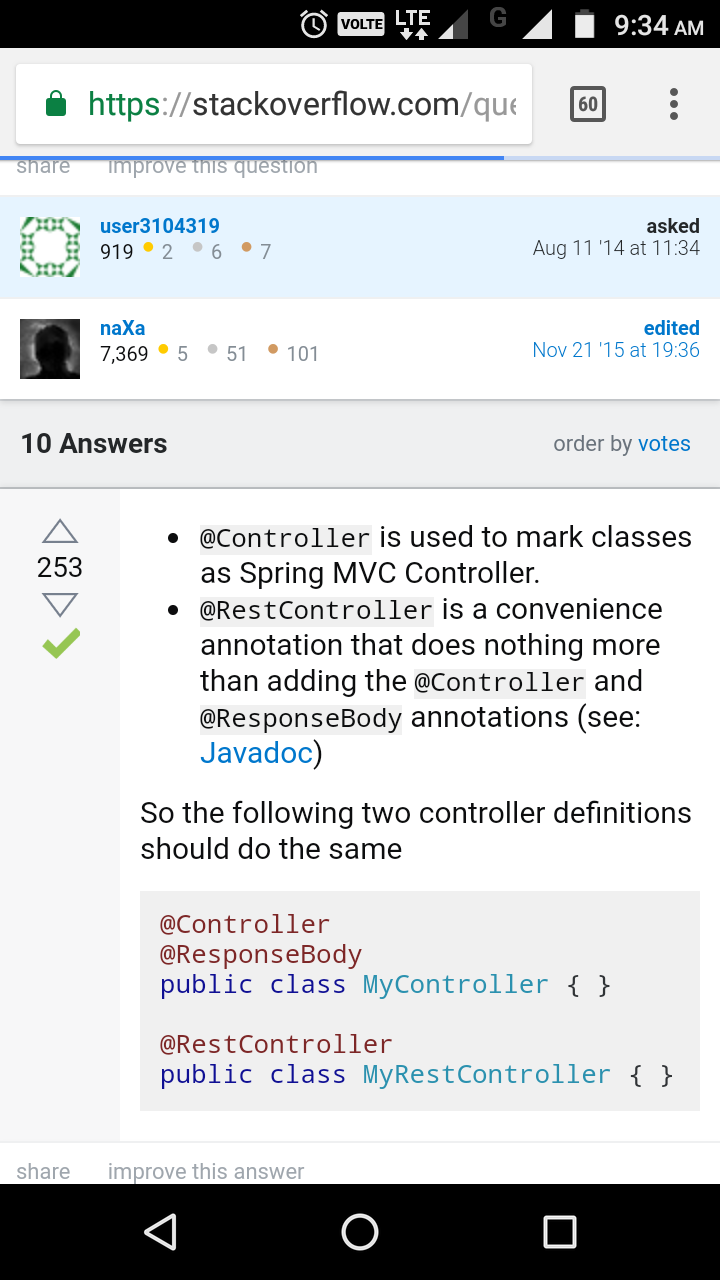 VOLTE LTE G 9:34 AM
https://stackoverflow.com/que 60
share improve this question
user3104319 asked
919 2 6 7 Aug 11 '14 at 11:34
naXa edited
7,369 5 51 101 Nov 21 '15 at 19:36
10 Answers order by votes
253
@Controller is used to mark classes
as Spring MVC Controller.
@RestController is a convenience
annotation that does nothing more
than adding the @Controller and
@ResponseBody annotations (see:
Javadoc)
So the following two controller definitions
should do the same
@Controller
@ResponseBody
public class MyController { }
@RestController
public class MyRestController { }
share improve this answer